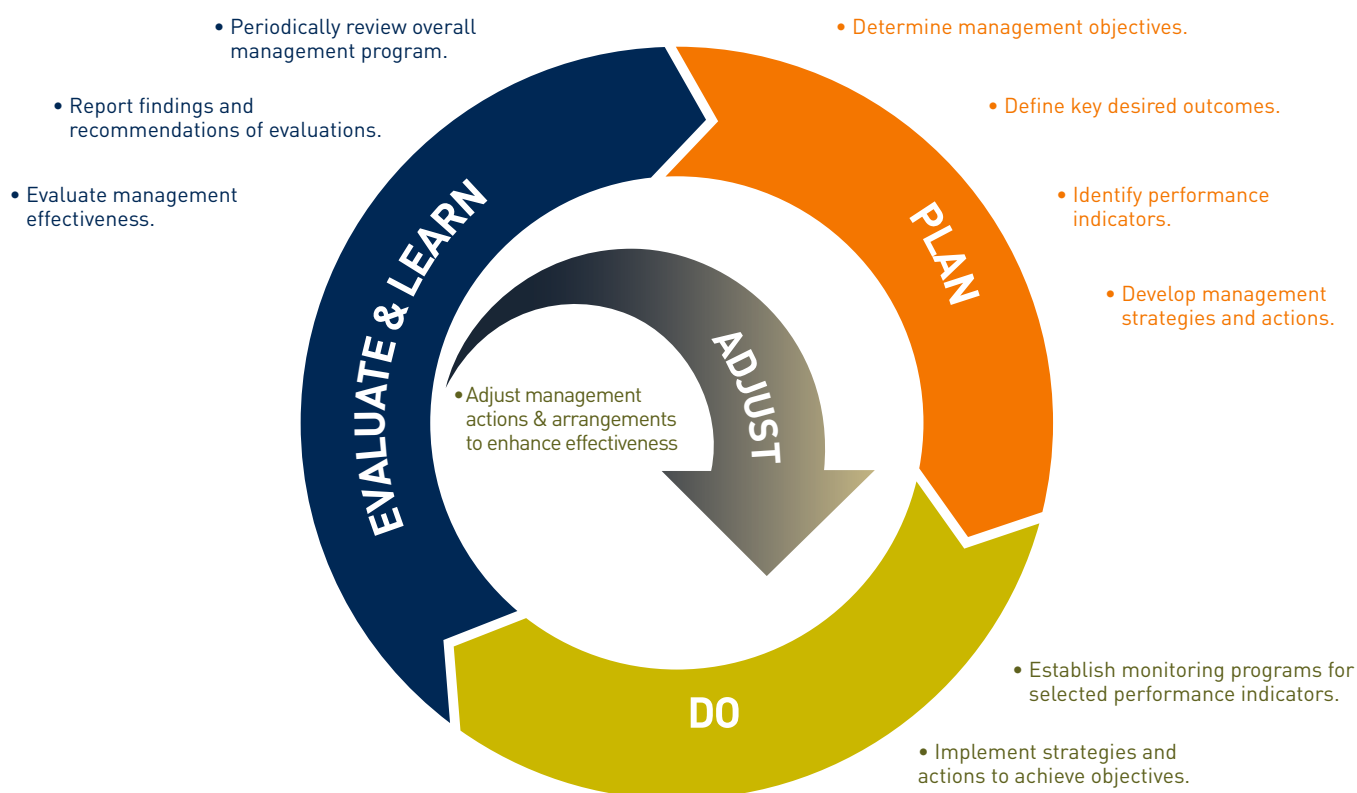 • Periodically review overall
management program.
• Report findings and
recommendations of evaluations.
• Evaluate management
effectiveness.
EVALUATE & LEARN
• Determine management objectives.
• Define key desired outcomes.
• Identify performance
indicators.
• Develop management
strategies and actions.
PLAN
ADJUST
• Adjust management
actions & arrangements
to enhance effectiveness
DO
• Establish monitoring programs for
selected performance indicators.
• Implement strategies and
actions to achieve objectives.